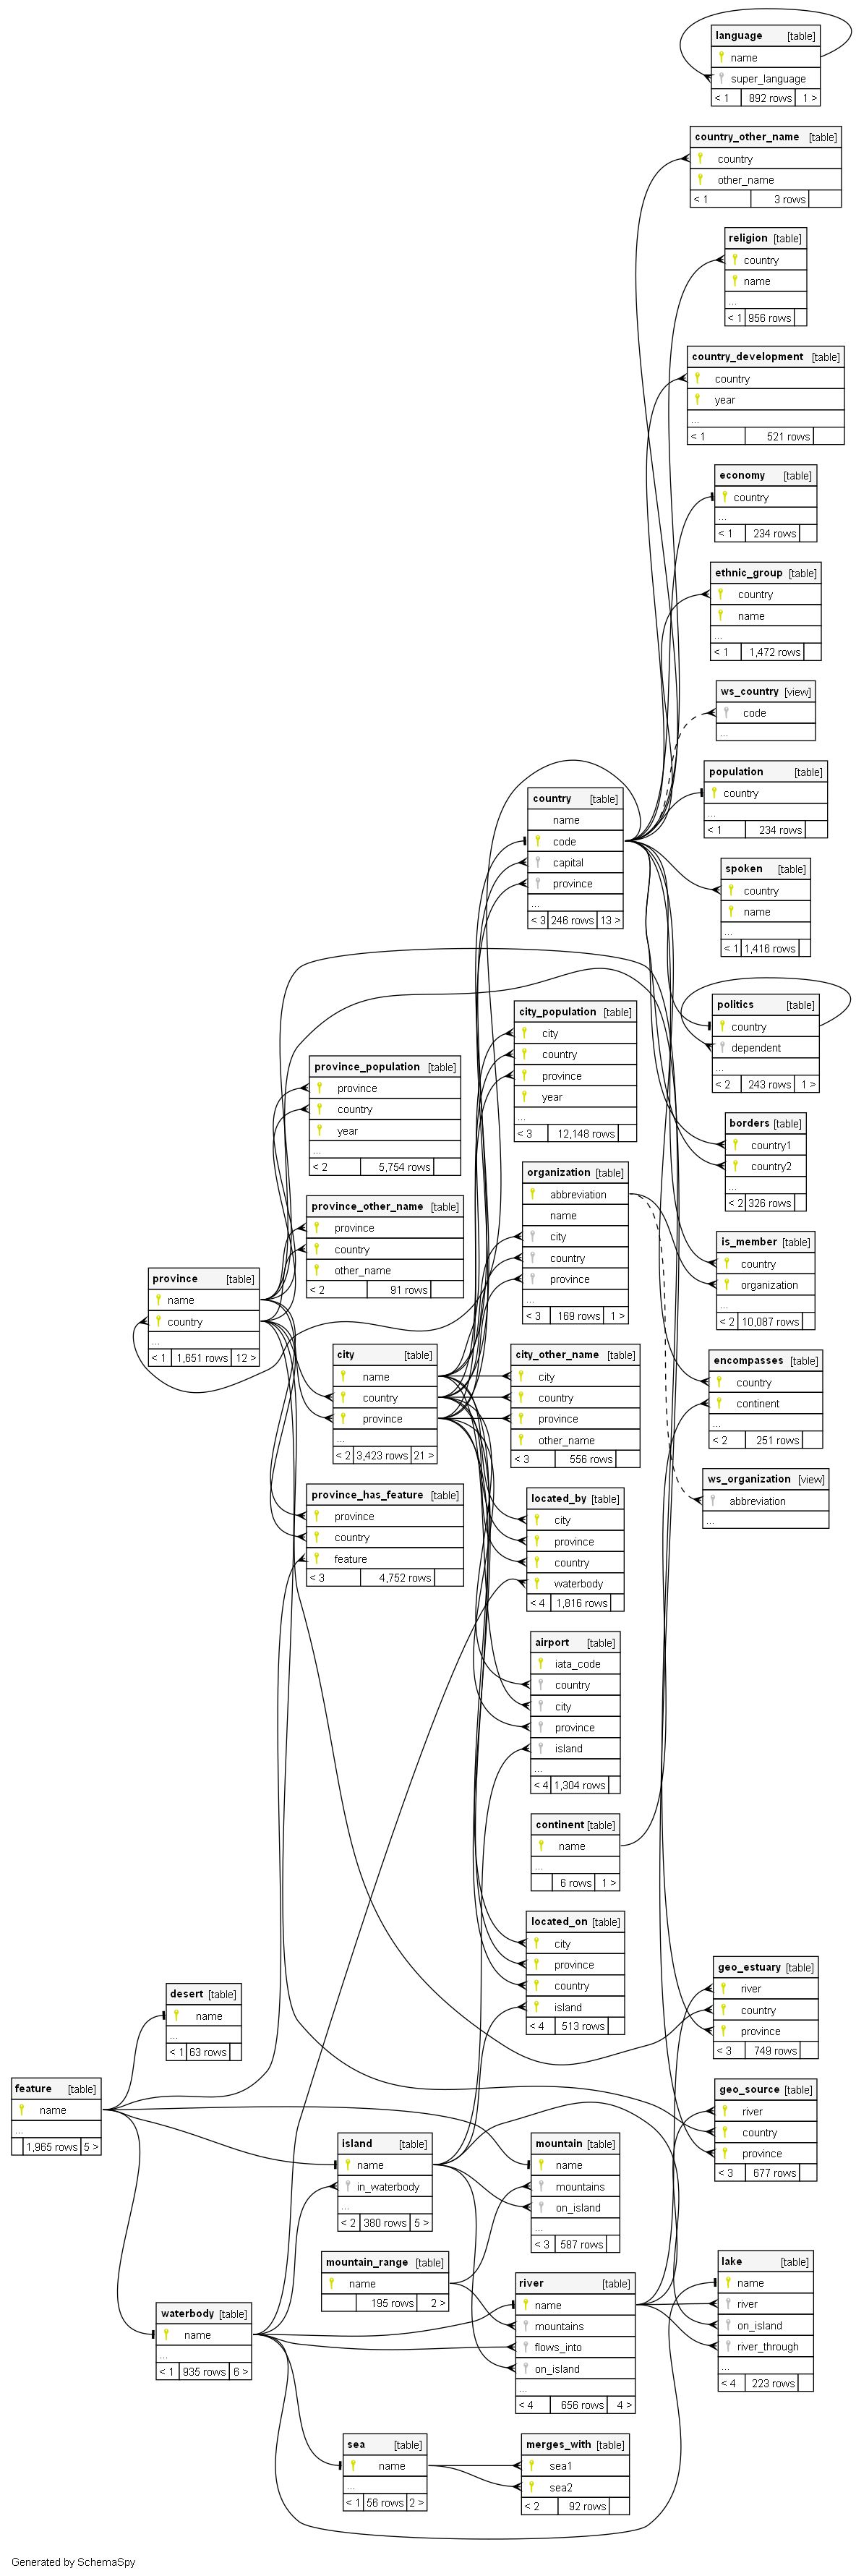 language [table]
name
super_language
< 1 892 rows 1 >
country_other_name [table]
country
other_name
< 1 3 rows
religion [table]
country
name
...
< 1 956 rows
country_development [table]
country
year
...
< 1 521 rows
economy [table]
country
...
< 1 234 rows
ethnic_group [table]
country
name
...
< 1 1,472 rows
ws_country [view]
code
...
population [table]
country
...
< 1 234 rows
country [table]
name
code
capital
province
...
< 3 246 rows 13 >
spoken [table]
country
name
...
< 1 1,416 rows
politics [table]
country
dependent
...
< 2 243 rows 1 >
city_population [table]
city
country
province
year
...
< 3 12,148 rows
province_population [table]
province
country
year
...
< 2 5,754 rows
borders [table]
country1
country2
...
< 2 326 rows
organization [table]
abbreviation
name
city
country
province
...
< 3 169 rows 1 >
province_other_name [table]
province
country
other_name
< 2 91 rows
is_member [table]
country
organization
...
< 2 10,087 rows
province [table]
name
country
...
< 1 1,651 rows 12 >
city [table]
name
country
province
...
< 2 3,423 rows 21 >
city_other_name [table]
city
country
province
other_name
< 3 556 rows
encompasses [table]
country
continent
...
< 2 251 rows
ws_organization [view]
abbreviation
...
province_has_feature [table]
province
country
feature
< 3 4,752 rows
located_by [table]
city
province
country
waterbody
< 4 1,816 rows
airport [table]
iata_code
country
city
province
island
...
< 4 1,304 rows
continent [table]
name
...
6 rows 1 >
located_on [table]
city
province
country
island
< 4 513 rows
geo_estuary [table]
river
country
province
< 3 749 rows
desert [table]
name
...
< 1 63 rows
feature [table]
name
...
1,965 rows 5 >
geo_source [table]
river
country
province
< 3 677 rows
island [table]
name
in_waterbody
...
< 2 380 rows 5 >
mountain [table]
name
mountains
on_island
...
< 3 587 rows
mountain_range [table]
name
195 rows 2 >
lake [table]
name
river
on_island
river_through
...
< 4 223 rows
river [table]
name
mountains
flows_into
on_island
...
< 4 656 rows 4 >
waterbody [table]
name
...
< 1 935 rows 6 >
sea [table]
name
...
< 1 56 rows 2 >
merges_with [table]
sea1
sea2
< 2 92 rows
Generated by SchemaSpy